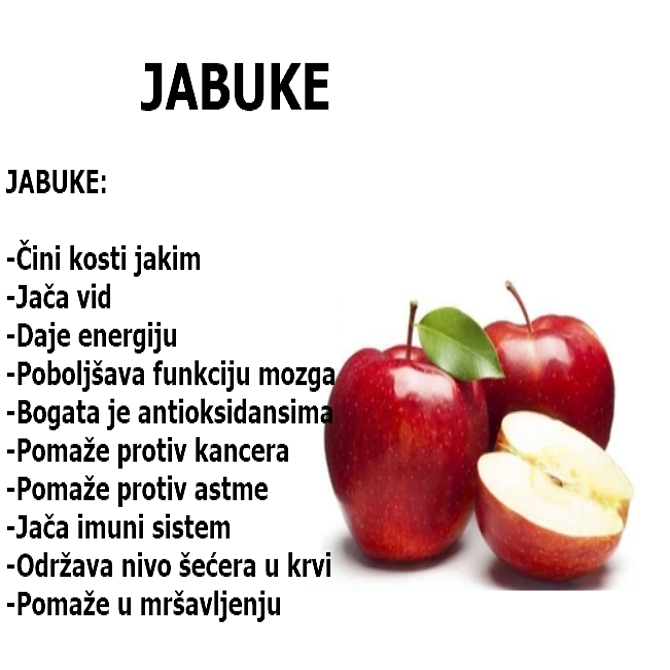 JABUKE
JABUKE:
-Čini kosti jakim
-Jača vid
-Daje energiju
-Poboljšava funkciju mozga
-Bogata je antioksidansima
-Pomaže protiv kancera
-Pomaže protiv astme
-Jača imuni sistem
-Održava nivo šećera u krvi
-Pomaže u mršavljenju